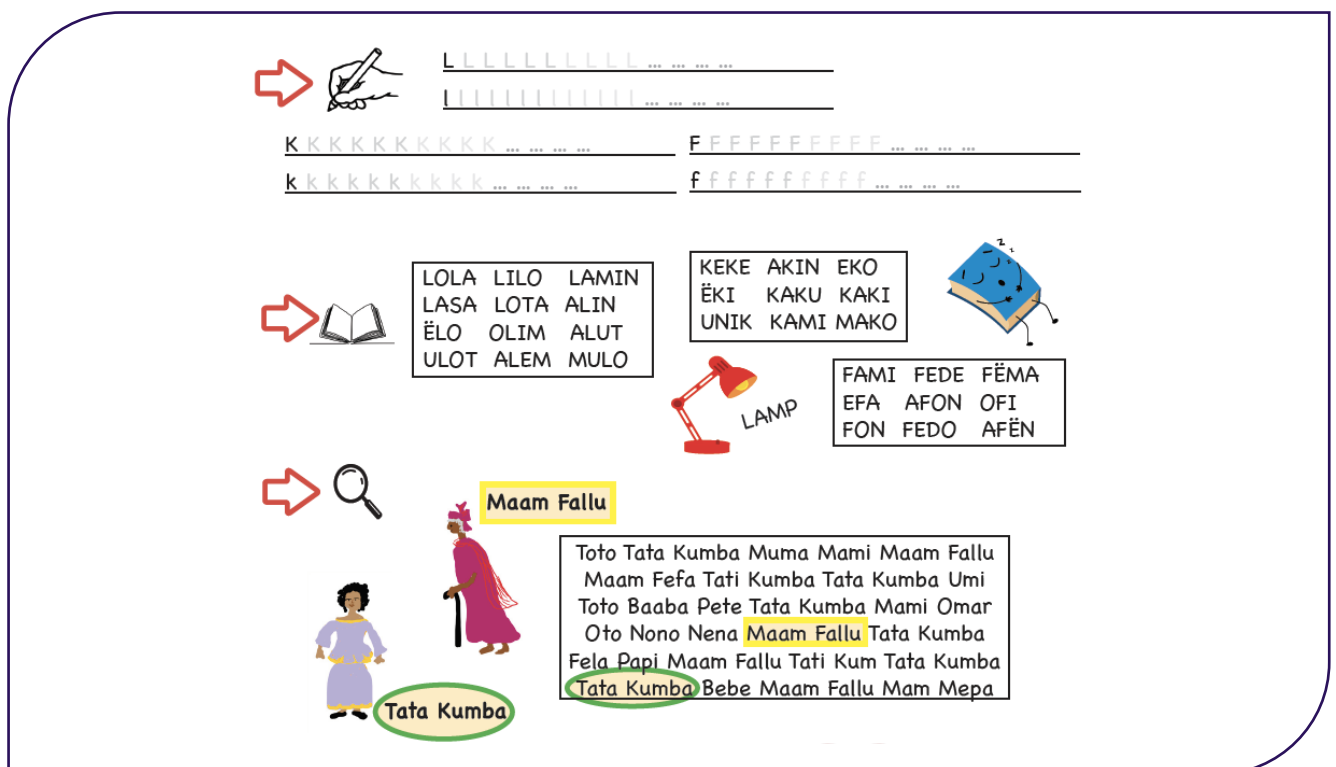 L L L L L L L L L L ... ... ... ...
l l l l l l l l l l l l l ... ... ... ...
K K K K K K K K K K ... ... ... ...
F F F F F F F F F F ... ... ... ...
k k k k k k k k k k ... ... ... ...
f f f f f f f f f f ... ... ... ...
LOLA LILO LAMIN
LASA LOTA ALIN
ËLO OLIM ALUT
ULOT ALEM MULO
KEKE AKIN EKO
ËKI KAKU KAKI
UNIK KAMI MAKO
z z z
LAMP
FAMI FEDE FËMA
EFA AFON OFI
FON FEDO AFËN
Maam Fallu
Toto Tata Kumba Muma Mami Maam Fallu
Maam Fefa Tati Kumba Tata Kumba Umi
Toto Baaba Pete Tata Kumba Mami Omar
Oto Nono Nena Maam Fallu Tata Kumba
Fela Papi Maam Fallu Tati Kum Tata Kumba
Tata Kumba Bebe Maam Fallu Mam Mepa
Tata Kumba